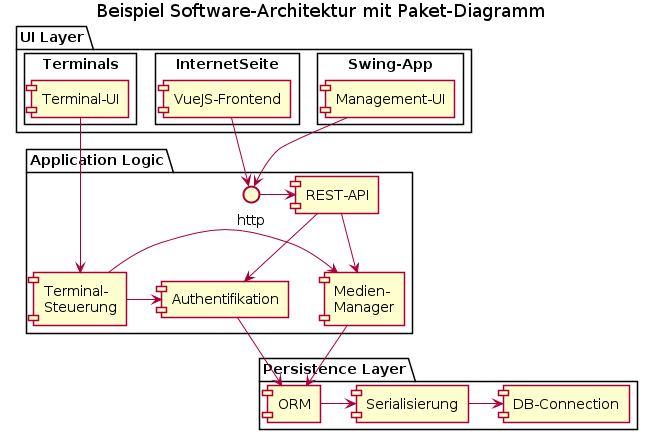 Beispiel Software-Architektur mit Paket-Diagramm
UI Layer
Terminals
InternetSeite
Swing-App
Terminal-UI
VueJS-Frontend
Management-UI
Application Logic
REST-API
http
Terminal-
Steuerung
Authentifikation
Medien-
Manager
Persistence Layer
ORM
Serialisierung
DB-Connection